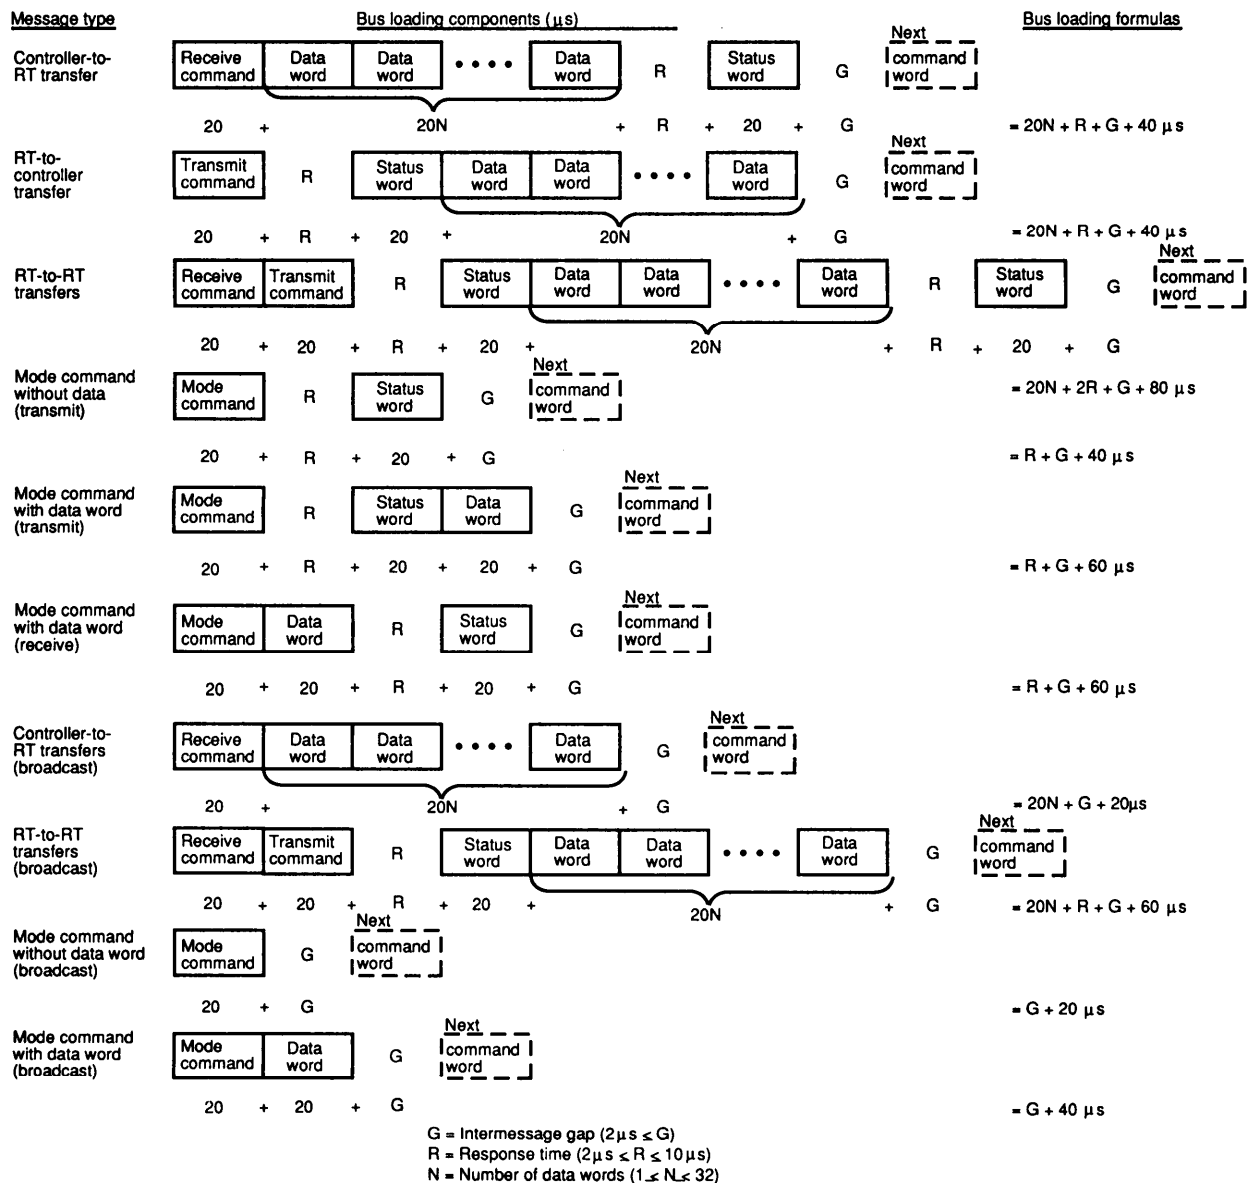 Message type Bus loading components (μs) Bus loading formulas
Controller-to-
RT transfer
Receive
command
Data
word
Data
word
• • • •
Data
word
R
Status
word
G
Next
command
word
20 + 20N + R + 20 + G = 20N + R + G + 40 μs
RT-to-
controller
transfer
Transmit
command
R
Status
word
Data
word
Data
word
• • • •
Data
word
G
Next
command
word
20 + R + 20 + 20N + G = 20N + R + G + 40 μs
RT-to-RT
transfers
Receive
command
Transmit
command
R
Status
word
Data
word
Data
word
• • • •
Data
word
R
Status
word
G
Next
command
word
20 + 20 + R + 20 + 20N + R + 20 + G
= 20N + 2R + G + 80 μs
Mode command
without data
(transmit)
Mode
command
R
Status
word
G
Next
command
word
20 + R + 20 + G = R + G + 40 μs
Mode command
with data word
(transmit)
Mode
command
R
Status
word
Data
word
G
Next
command
word
20 + R + 20 + 20 + G = R + G + 60 μs
Mode command
with data word
(receive)
Mode
command
Data
word
R
Status
word
G
Next
command
word
20 + 20 + R + 20 + G = R + G + 60 μs
Controller-to-
RT transfers
(broadcast)
Receive
command
Data
word
Data
word
• • • •
Data
word
G
Next
command
word
20 + 20N + G = 20N + G + 20μs
RT-to-RT
transfers
(broadcast)
Receive
command
Transmit
command
R
Status
word
Data
word
Data
word
• • • •
Data
word
G
Next
command
word
20 + 20 + R + 20 + 20N + G = 20N + R + G + 60 μs
Mode command
without data word
(broadcast)
Mode
command
G
Next
command
word
20 + G = G + 20 μs
Mode command
with data word
(broadcast)
Mode
command
Data
word
G
Next
command
word
20 + 20 + G = G + 40 μs
G = Intermessage gap (2μs ≤ G)
R = Response time (2μs ≤ R ≤ 10μs)
N = Number of data words (1 ≤ N ≤ 32)